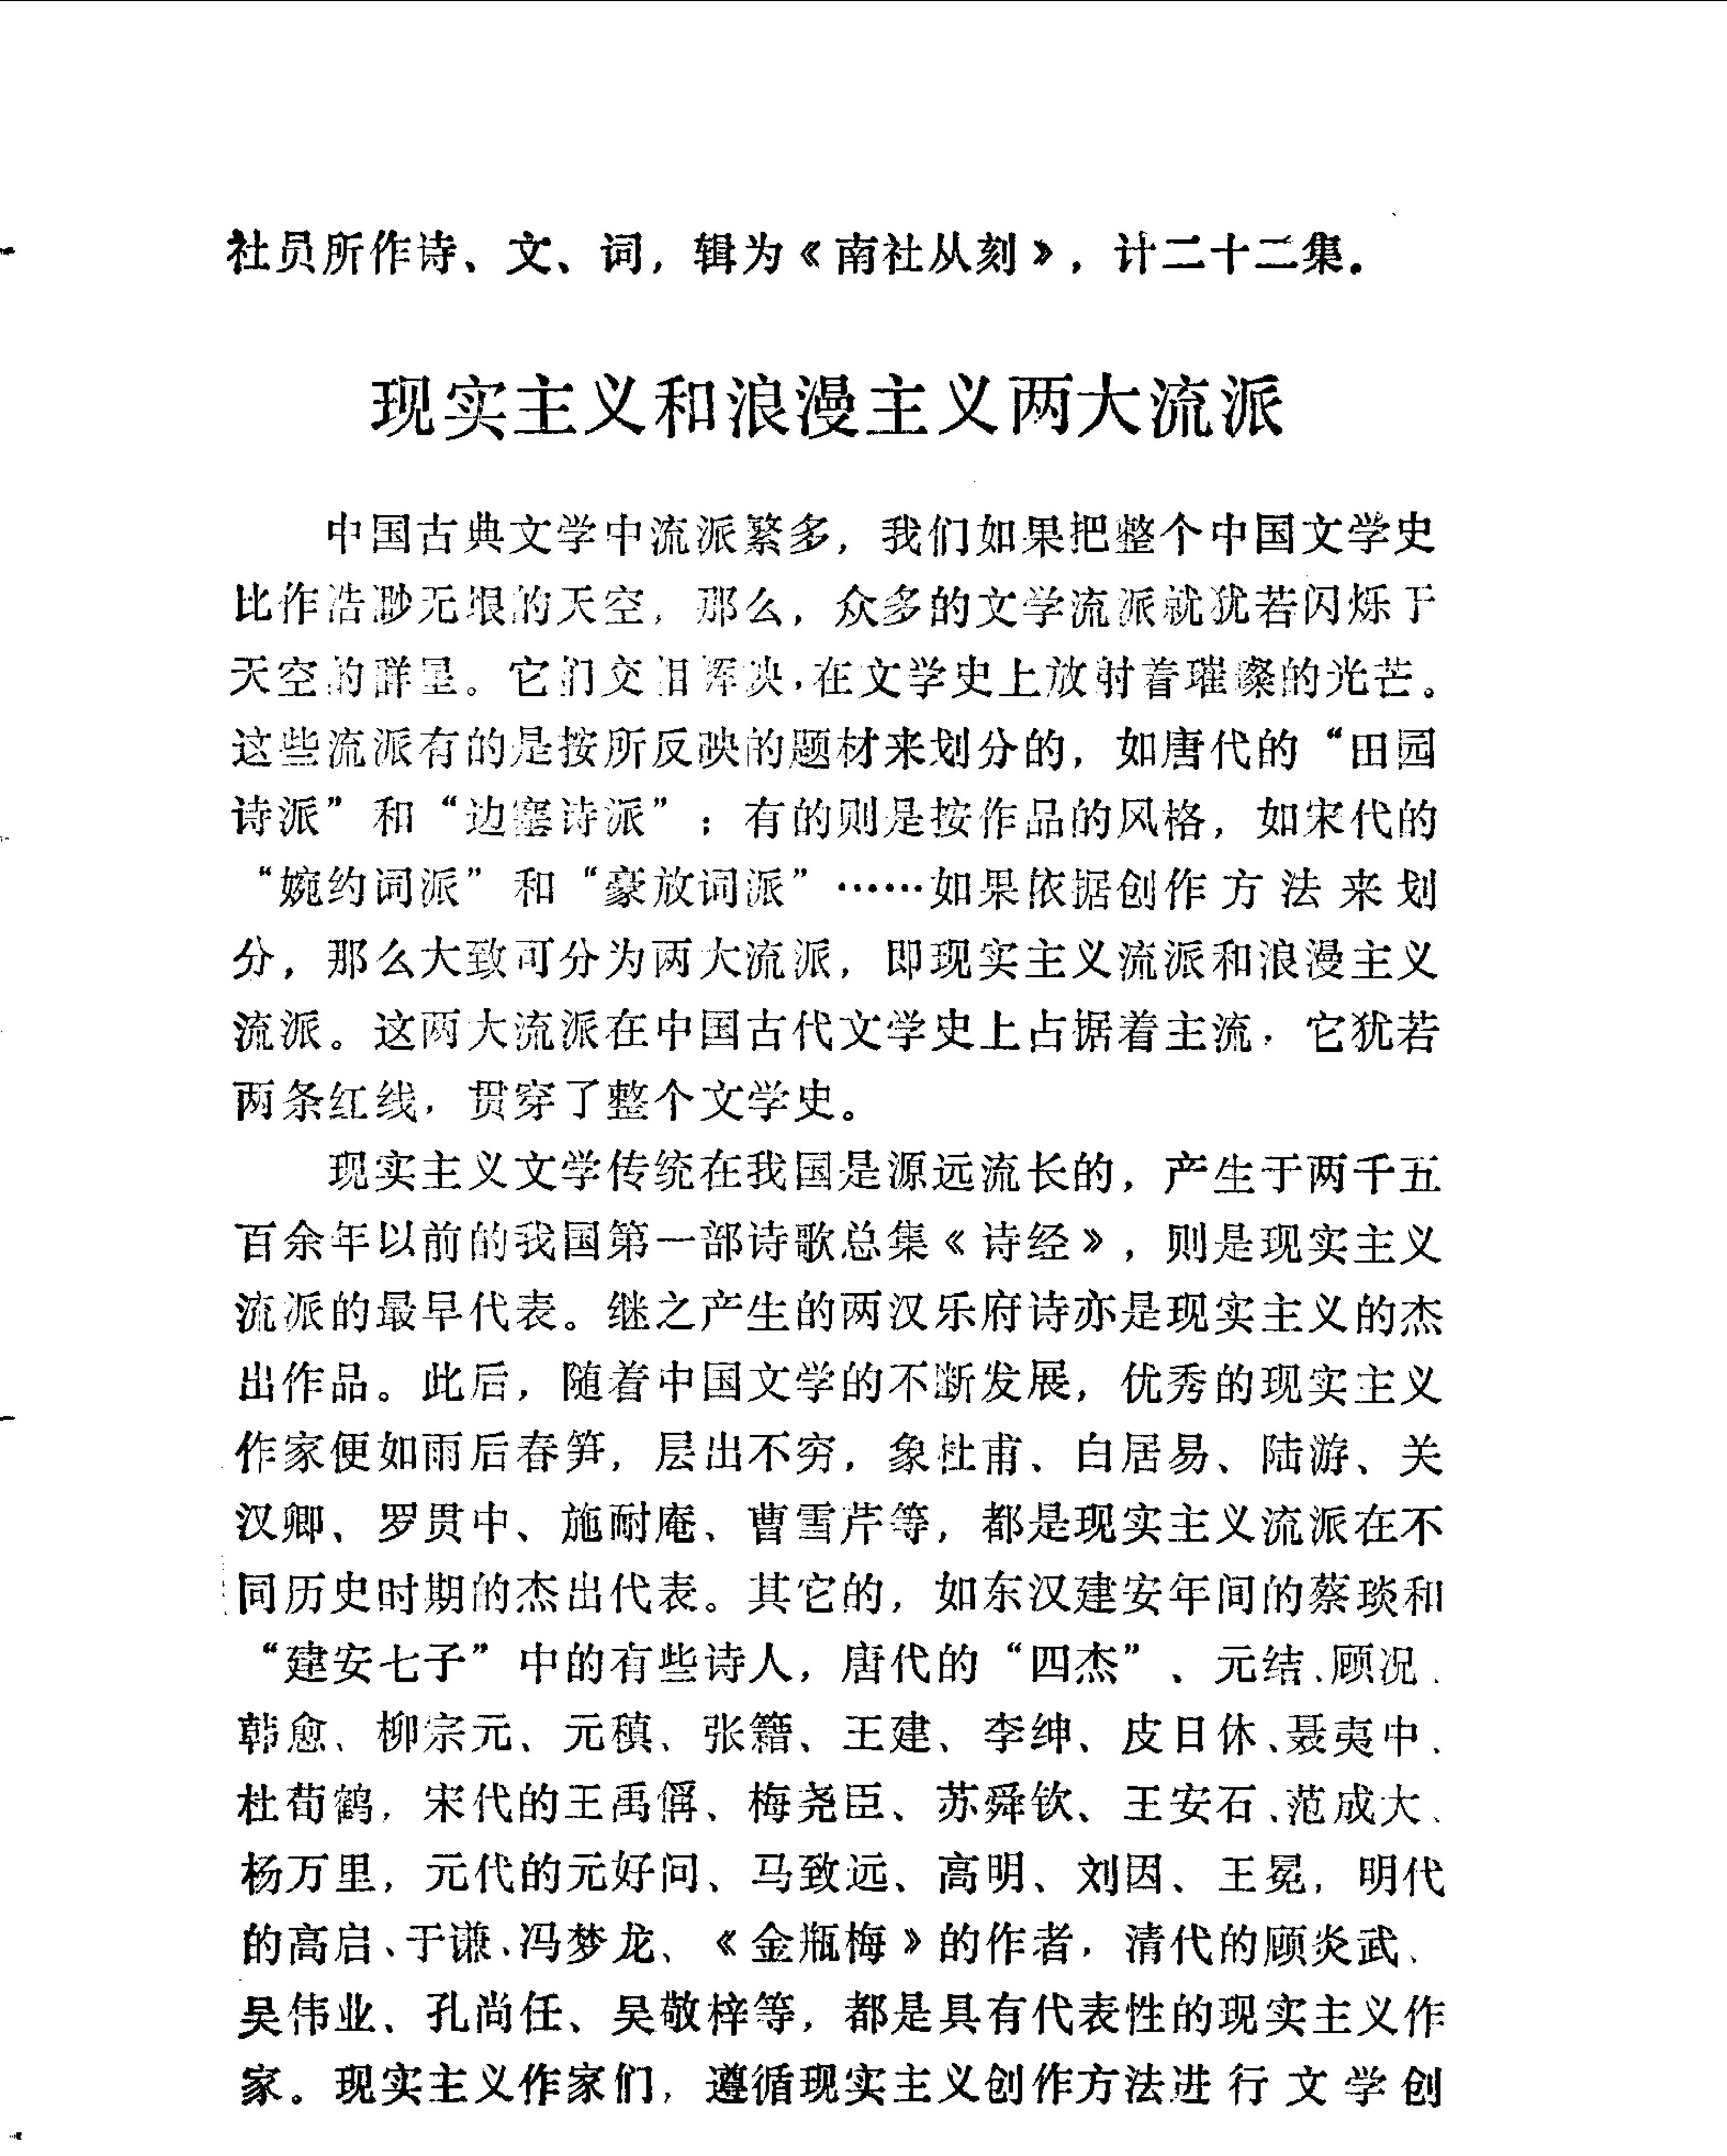 社员所作诗、文、词，辑为《南社从刻》，计二十二集。
现实主义和浪漫主义两大流派
中国古典文学中流派繁多，我们如果把整个中国文学史
比作浩渺无垠的天空，那么，众多的文学流派就犹若闪烁于
天空的群星。它们交相辉映，在文学史上放射着璀璨的光芒。
这些流派有的是按所反映的题材来划分的，如唐代的“田园
诗派”和“边塞诗派”；有的则是按作品的风格，如宋代的
“婉约词派”和“豪放词派”……如果依据创作方法来划
分，那么大致可分为两大流派，即现实主义流派和浪漫主义
流派。这两大流派在中国古代文学史上占据着主流，它犹若
两条红线，贯穿了整个文学史。
现实主义文学传统在我国是源远流长的，产生于两千五
百余年以前的我国第一部诗歌总集《诗经》，则是现实主义
流派的最早代表。继之产生的两汉乐府诗亦是现实主义的杰
出作品。此后，随着中国文学的不断发展，优秀的现实主义
作家便如雨后春笋，层出不穷，象杜甫、白居易、陆游、关
汉卿、罗贯中、施耐庵、曹雪芹等，都是现实主义流派在不
同历史时期的杰出代表。其它的，如东汉建安年间的蔡琰和
“建安七子”中的有些诗人，唐代的“四杰”、元结、顾况、
韩愈、柳宗元、元稹、张籍、王建、李绅、皮日休、聂夷中、
杜荀鹤，宋代的王禹偁、梅尧臣、苏舜钦、王安石、范成大、
杨万里，元代的元好问、马致远、高明、刘因、王冕，明代
的高启、于谦、冯梦龙、《金瓶梅》的作者，清代的顾炎武、
吴伟业、孔尚任、吴敬梓等，都是具有代表性的现实主义作
家。现实主义作家们，遵循现实主义创作方法进行文学创